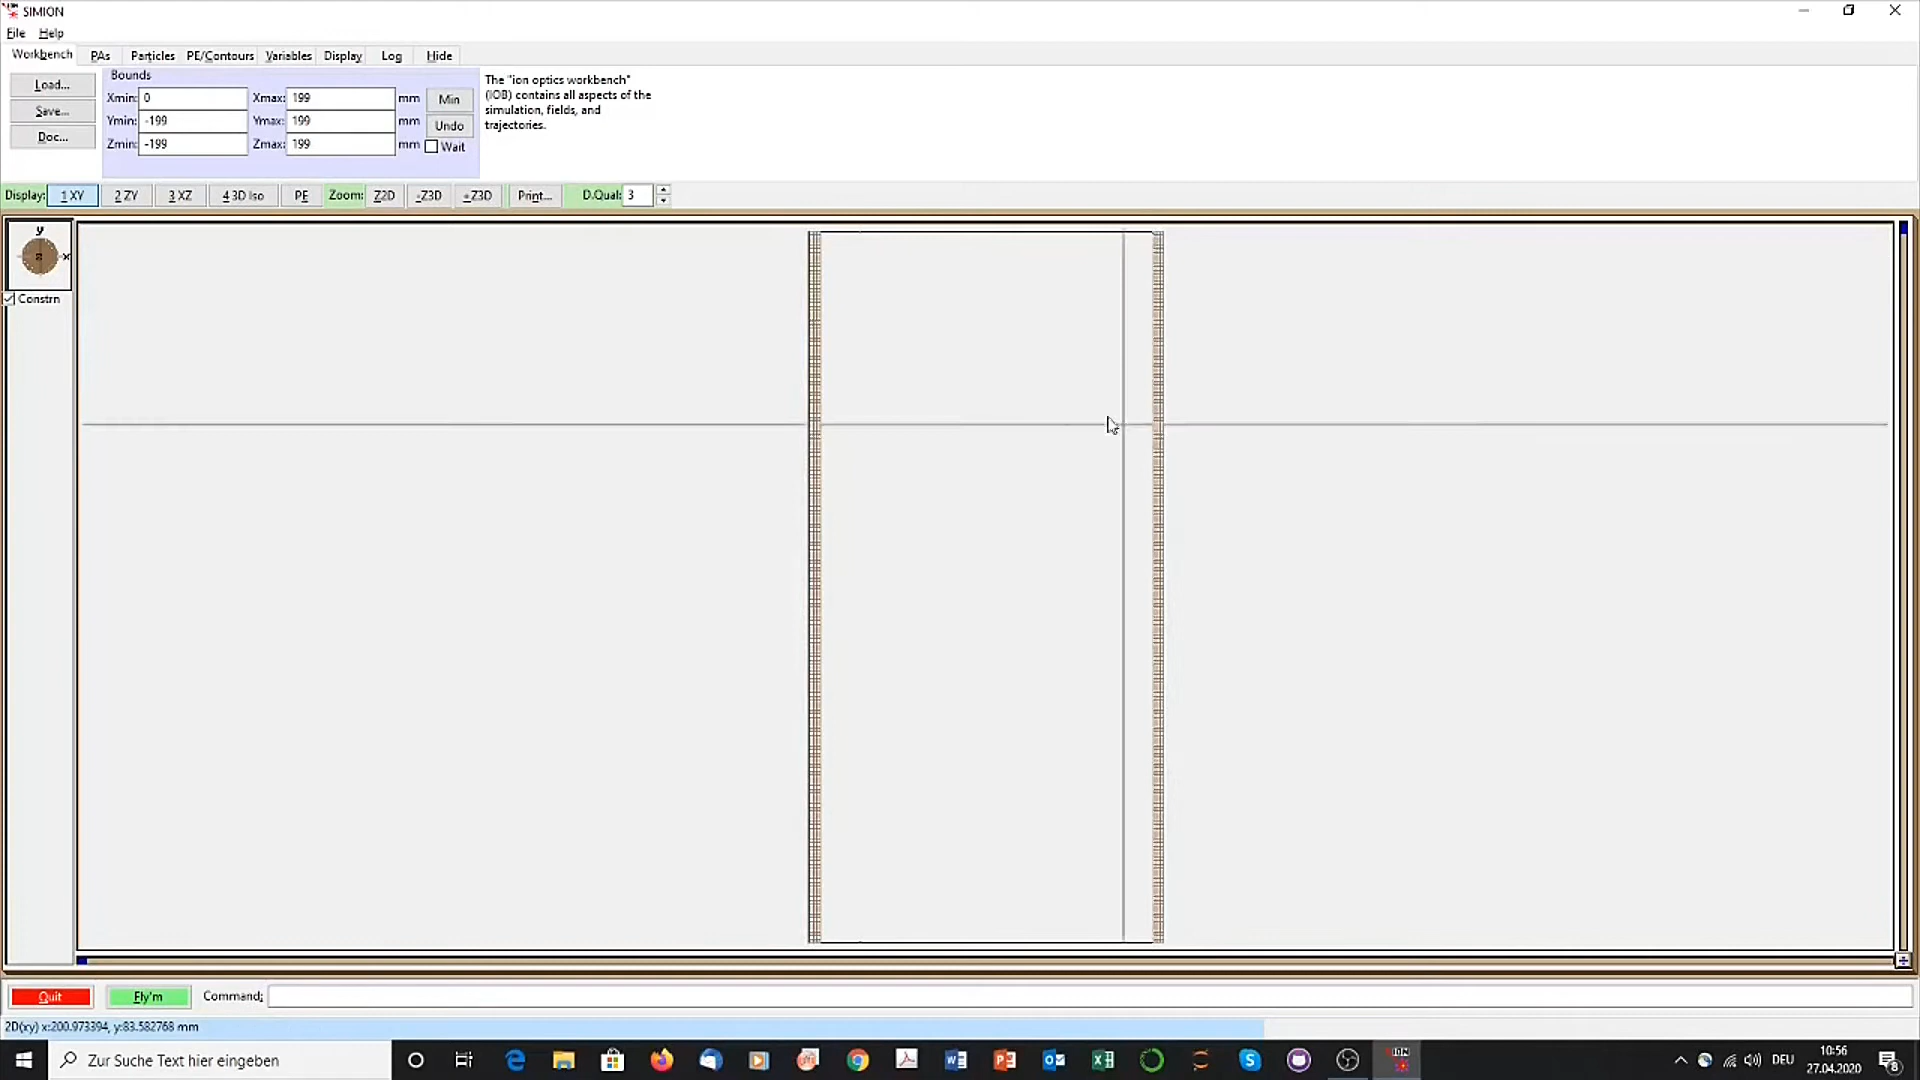 SIMION
File Help
Workbench PAs Particles PE/Contours Variables Display Log Hide
Bounds
Load... Xmin: 0 Xmax: 199 mm Min
Save... Ymin: -199 Ymax: 199 mm Undo
Doc... Zmin: -199 Zmax: 199 mm Wait
The "ion optics workbench"
(IOB) contains all aspects of the
simulation, fields, and
trajectories.
Display: 1 XY 2 ZY 3 XZ 4 3D Iso PE Zoom: Z2D -Z3D +Z3D Print... D.Qual: 3
y
x
Constrn
Quit Fly'm Command:
2D(xy) x:200.973394, y:83.582768 mm
Zur Suche Text hier eingeben
DEU
10:56
27.04.2020
8